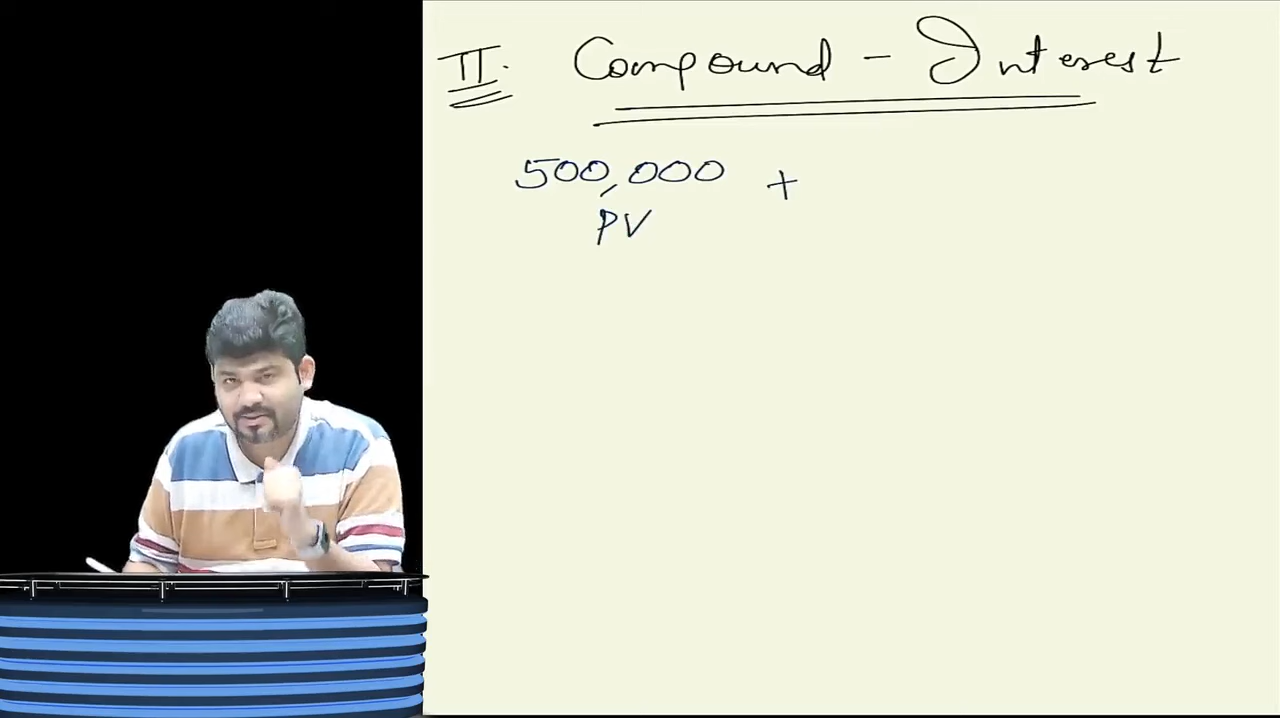 II. Compound - Interest
500,000 +
PV